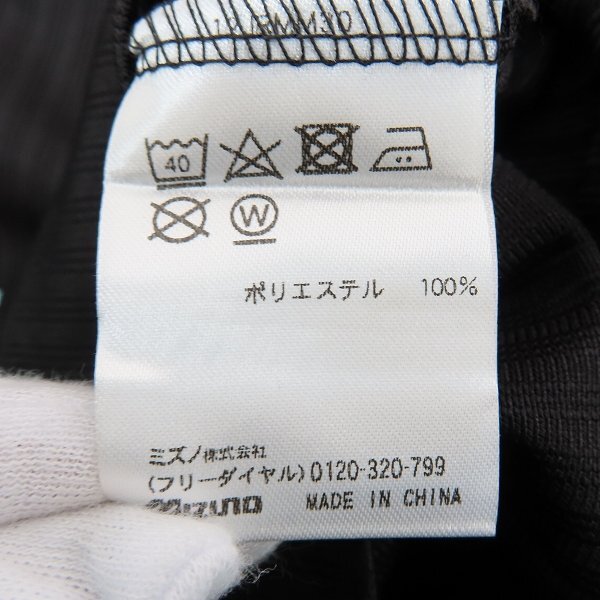 40
W
ポリエステル 100%
ミズノ株式会社
(フリーダイヤル)0120-320-799
mizuno MADE IN CHINA